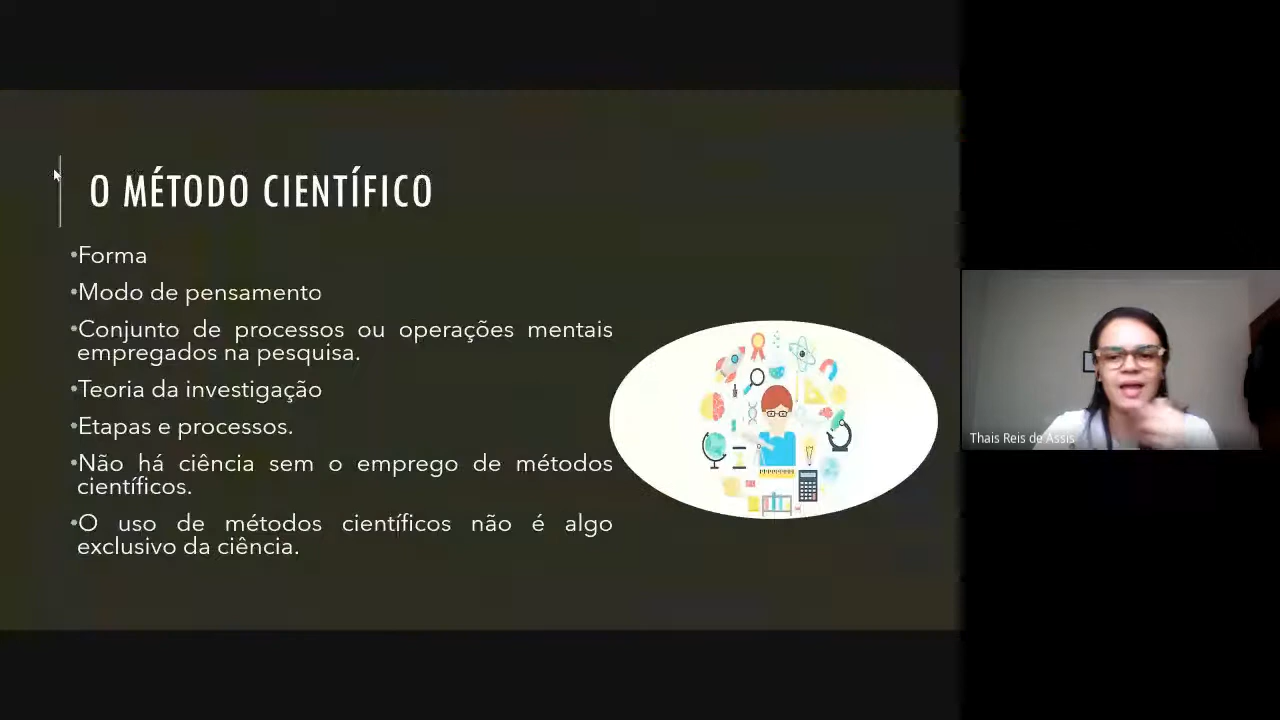 O MÉTODO CIENTÍFICO
•Forma
•Modo de pensamento
•Conjunto de processos ou operações mentais
empregados na pesquisa.
•Teoria da investigação
•Etapas e processos.
•Não há ciência sem o emprego de métodos
científicos.
•O uso de métodos científicos não é algo
exclusivo da ciência.
Thais Reis de Assis